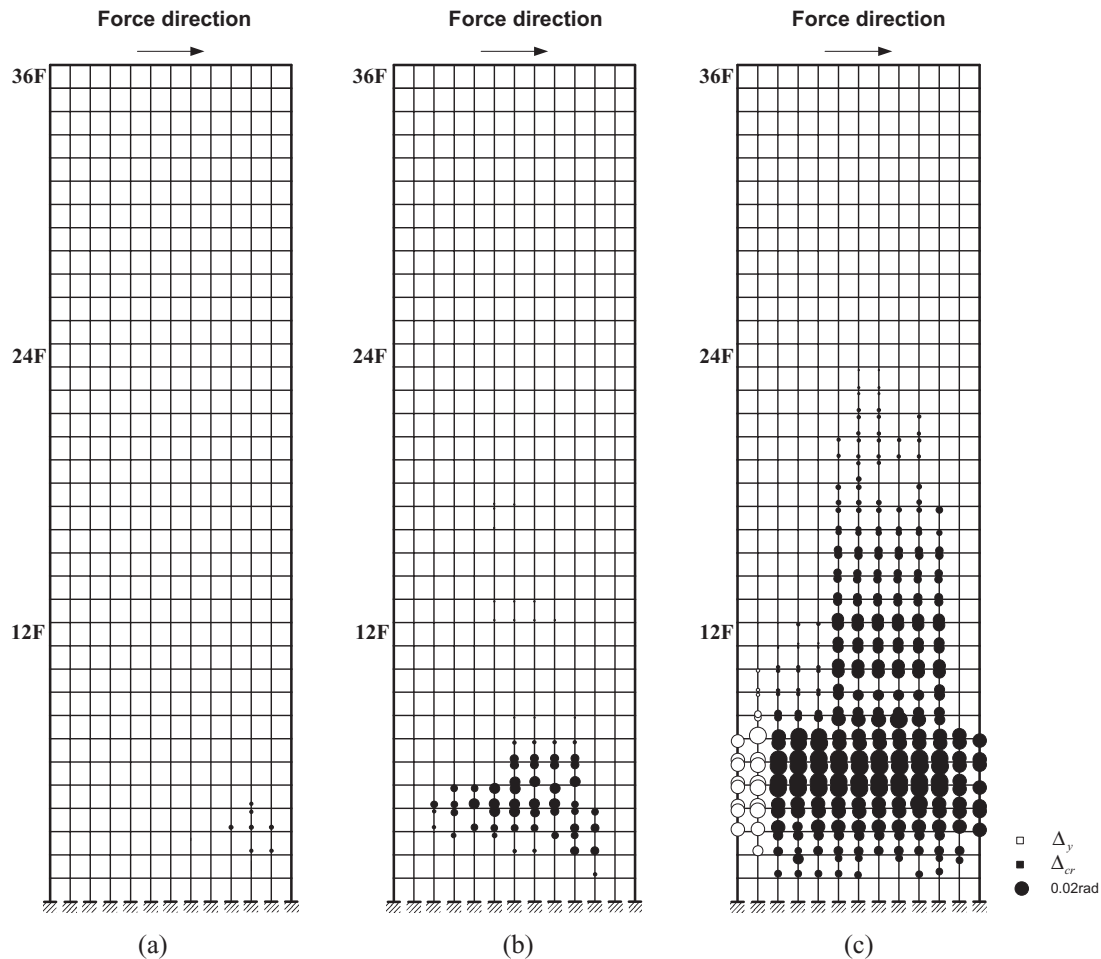 Force direction
Force direction
Force direction
36F
36F
36F
24F
24F
24F
12F
12F
12F
Δy
Δcr
0.02rad
(a)
(b)
(c)